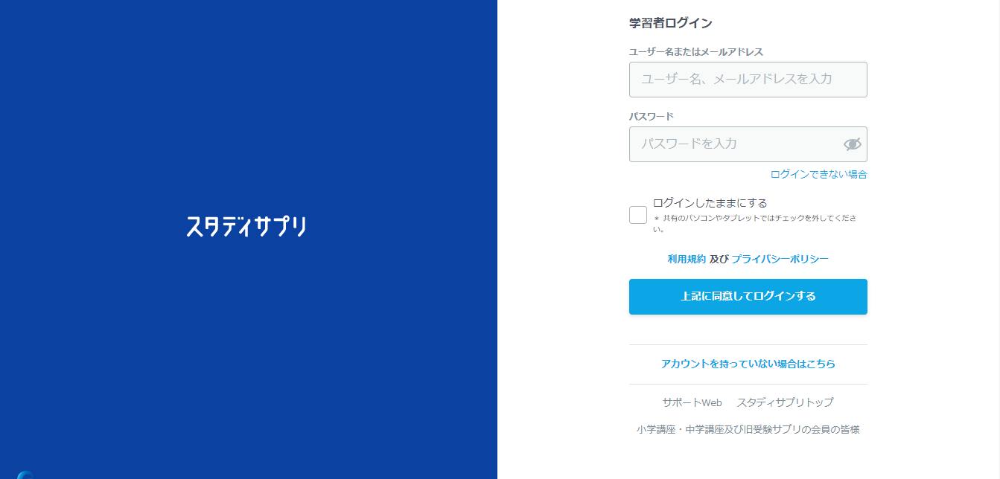 スタディサプリ
学習者ログイン
ユーザー名またはメールアドレス
ユーザー名、メールアドレスを入力
パスワード
パスワードを入力
ログインできない場合
ログインしたままにする
* 共有のパソコンやタブレットではチェックを外してくださ
い。
利用規約 及び プライバシーポリシー
上記に同意してログインする
アカウントを持っていない場合はこちら
サポートWeb スタディサプリトップ
小学講座・中学講座及び旧受験サプリの会員の皆様